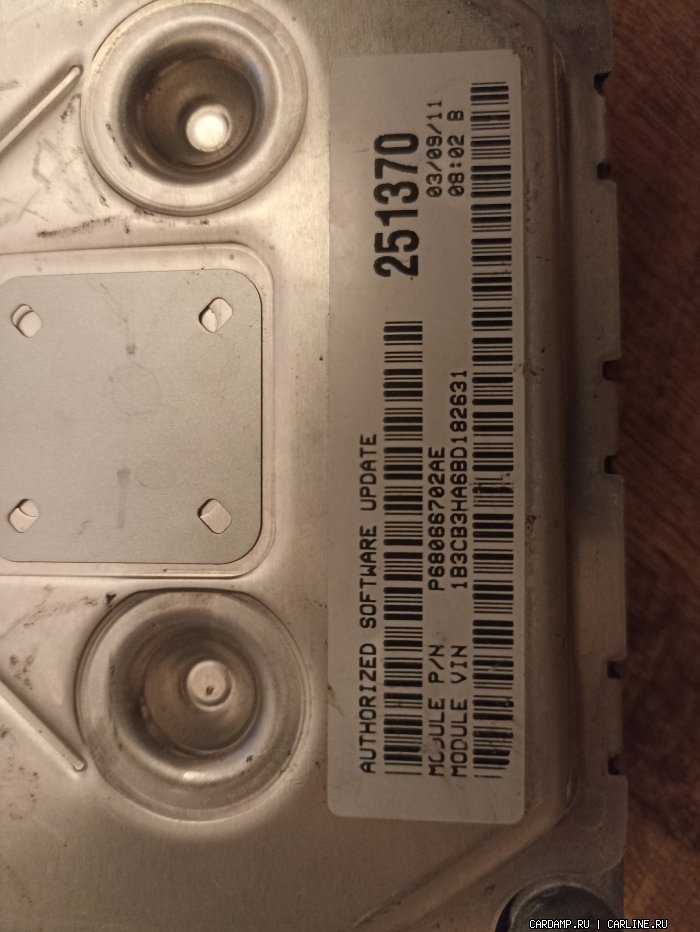 AUTHORIZED SOFTWARE UPDATE
251370
03/09/11
08:02 B
MODULE P/N P68066702AE
MODULE VIN 1B3CB3HA6BD182631
CARDAMP.RU | CARLINE.RU